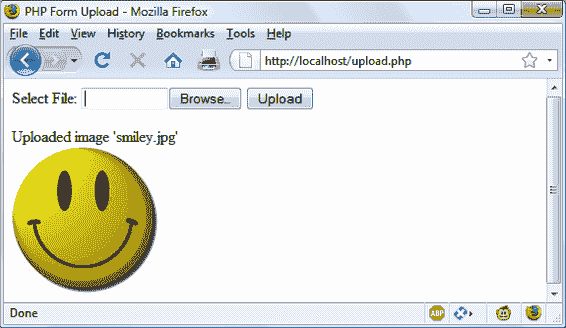 PHP Form Upload - Mozilla Firefox
File Edit View History Bookmarks Tools Help
http://localhost/upload.php
Select File: Browse... Upload
Uploaded image 'smiley.jpg'
Done ABP